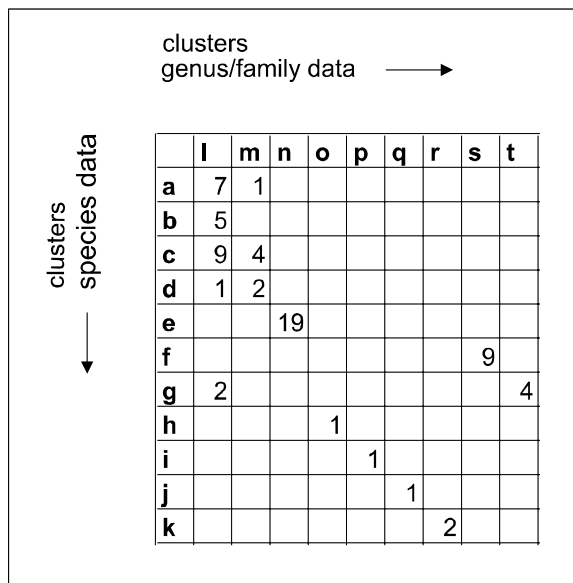 clusters
genus/family data
clusters
species data
l m n o p q r s t
a 7 1
b 5
c 9 4
d 1 2
e 19
f 9
g 2 4
h 1
i 1
j 1
k 2